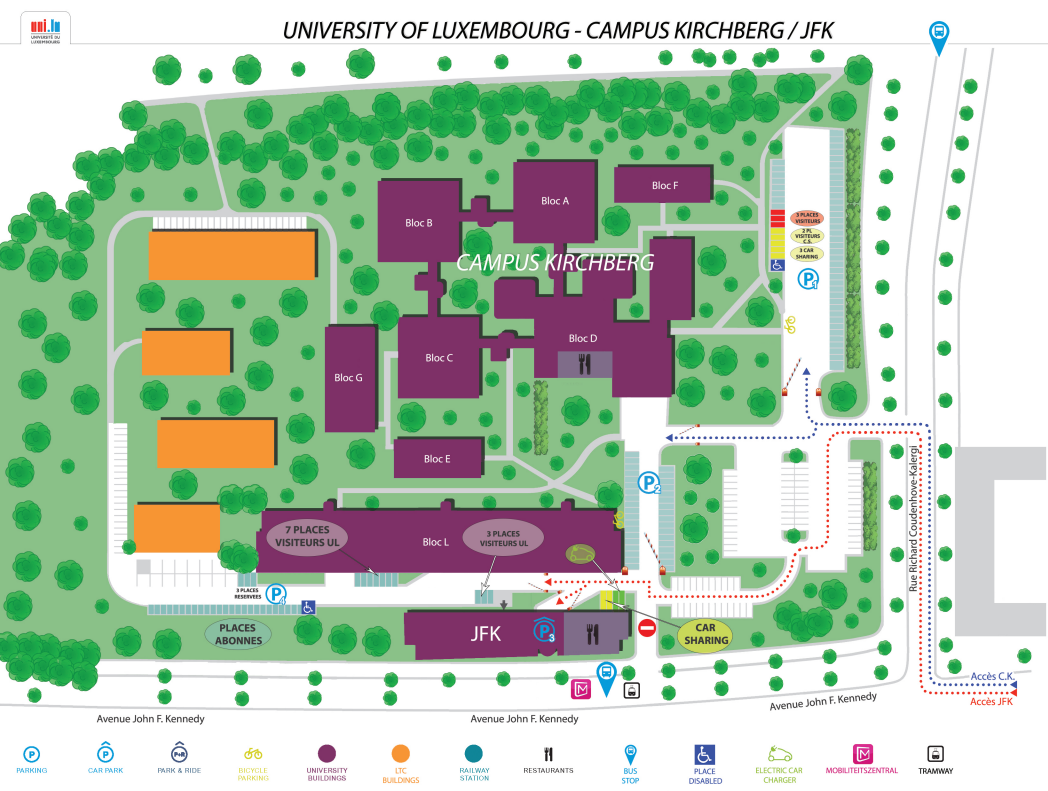 uni.lu
UNIVERSITÉ DU
LUXEMBOURG
UNIVERSITY OF LUXEMBOURG - CAMPUS KIRCHBERG / JFK
Bloc F
Bloc A
Bloc B
3 PLACES
VISITEURS
2 PL
VISITEURS
C.S.
3 CAR
SHARING
CAMPUS KIRCHBERG
P1
Bloc D
Bloc C
Bloc G
Bloc E
P2
Rue Richard Coudenhove-Kalergi
7 PLACES
VISITEURS UL
3 PLACES
VISITEURS UL
Bloc L
3 PLACES
RESERVEES
P4
PLACES
ABONNES
JFK
P3
CAR
SHARING
Accès C.K.
Accès JFK
M
Avenue John F. Kennedy
Avenue John F. Kennedy
Avenue John F. Kennedy
P
P
P+R
M
PARKING
CAR PARK
PARK & RIDE
BICYCLE
PARKING
UNIVERSITY
BUILDINGS
LTC
BUILDINGS
RAILWAY
STATION
RESTAURANTS
BUS
STOP
PLACE
DISABLED
ELECTRIC CAR
CHARGER
MOBILITEITSZENTRAL
TRAMWAY